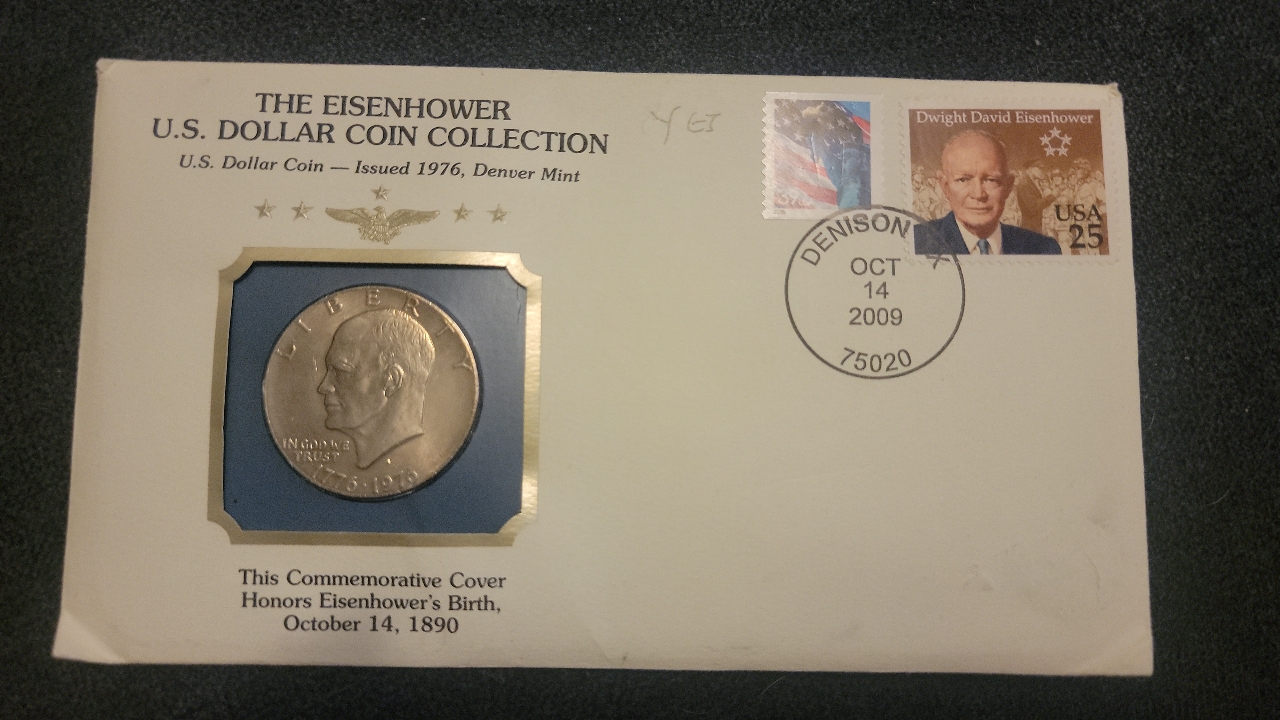 THE EISENHOWER
U.S. DOLLAR COIN COLLECTION
U.S. Dollar Coin — Issued 1976, Denver Mint
LIBERTY
IN GOD WE
TRUST
1776·1976
This Commemorative Cover
Honors Eisenhower's Birth,
October 14, 1890
Dwight David Eisenhower
USA
25
DENISON
OCT
14
2009
75020